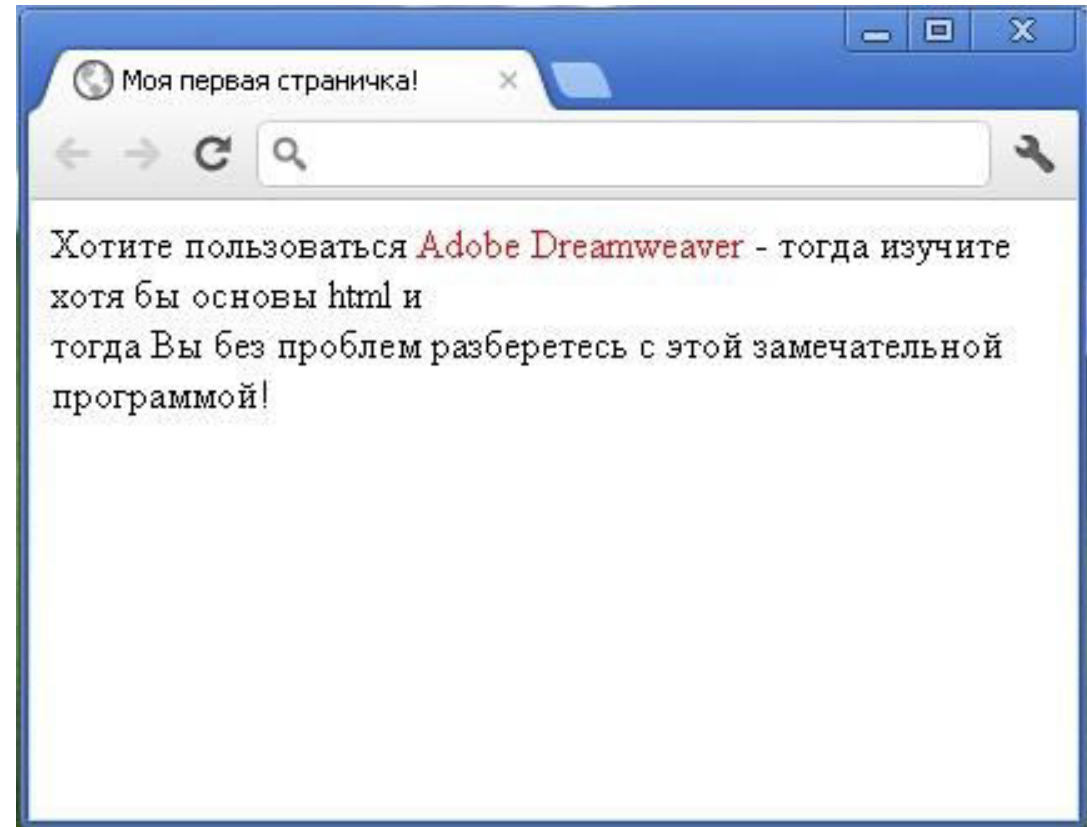 Моя первая страничка!
Хотите пользоваться Adobe Dreamweaver - тогда изучите
хотя бы основы html и
тогда Вы без проблем разберетесь с этой замечательной
программой!